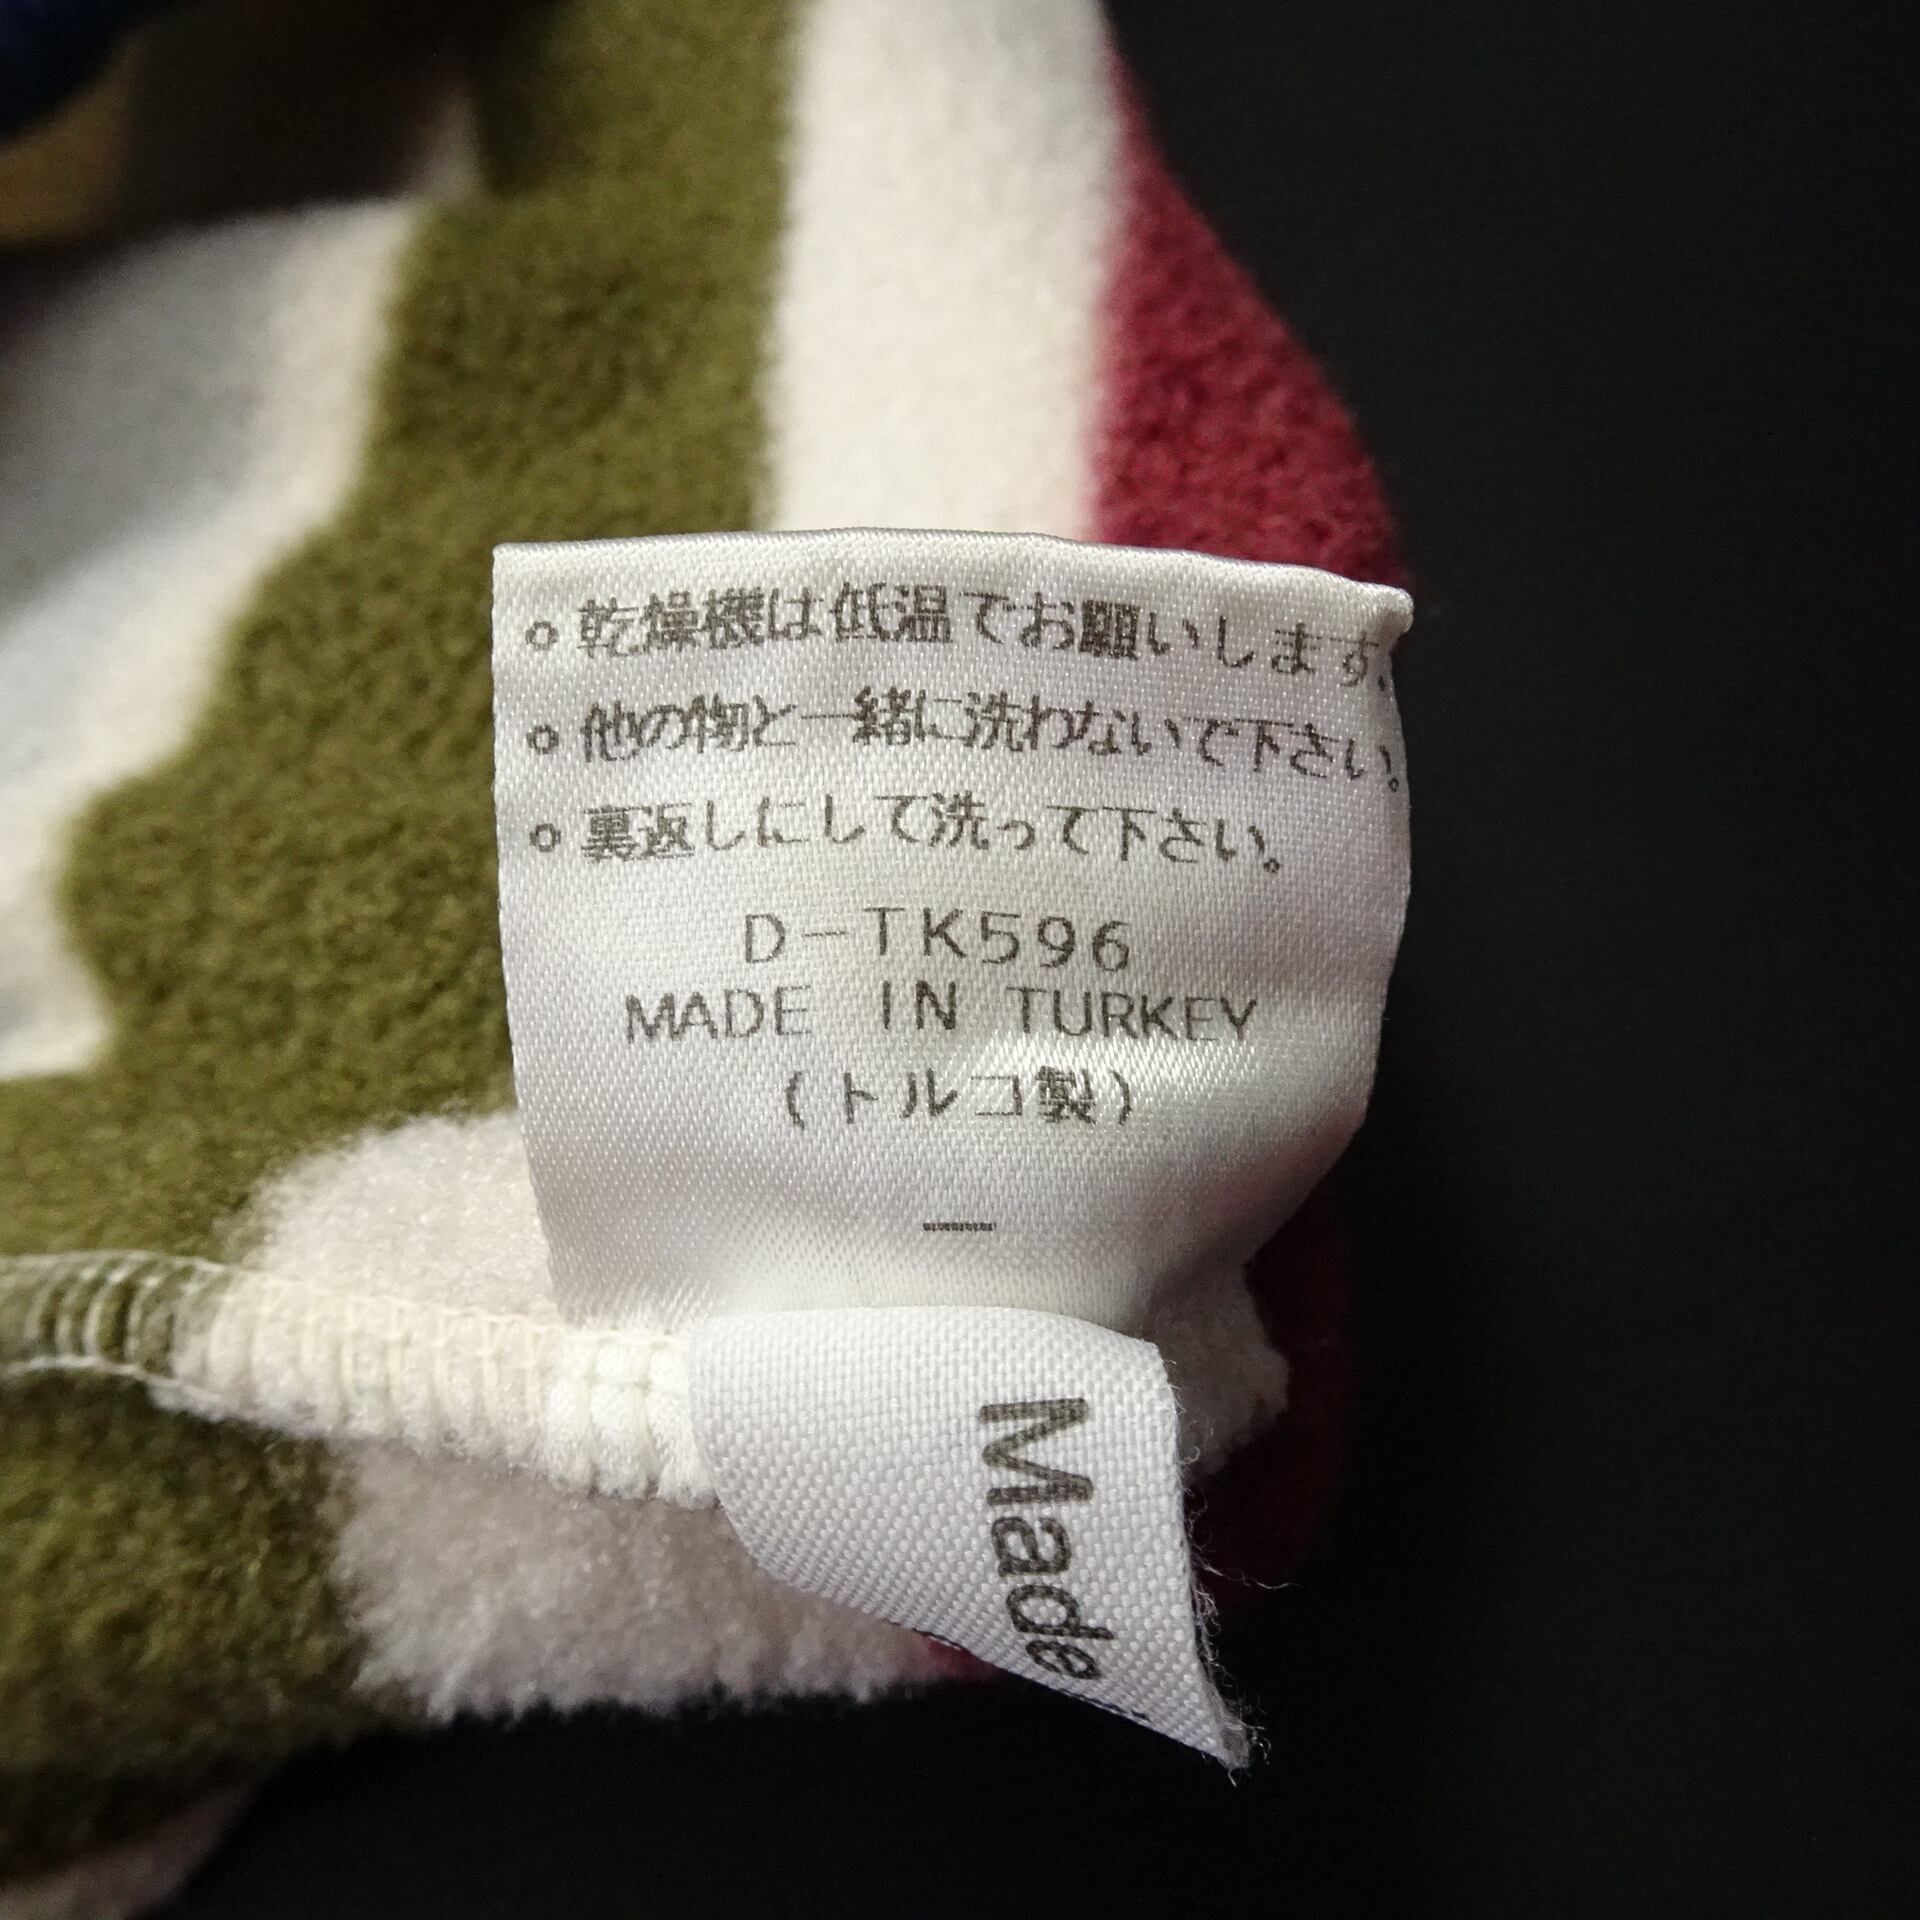 ○ 乾燥機は低温でお願いします。
○ 他の物と一緒に洗わないで下さい。
○ 裏返しにして洗って下さい。
D-TK596
MADE IN TURKEY
(トルコ製)
Made